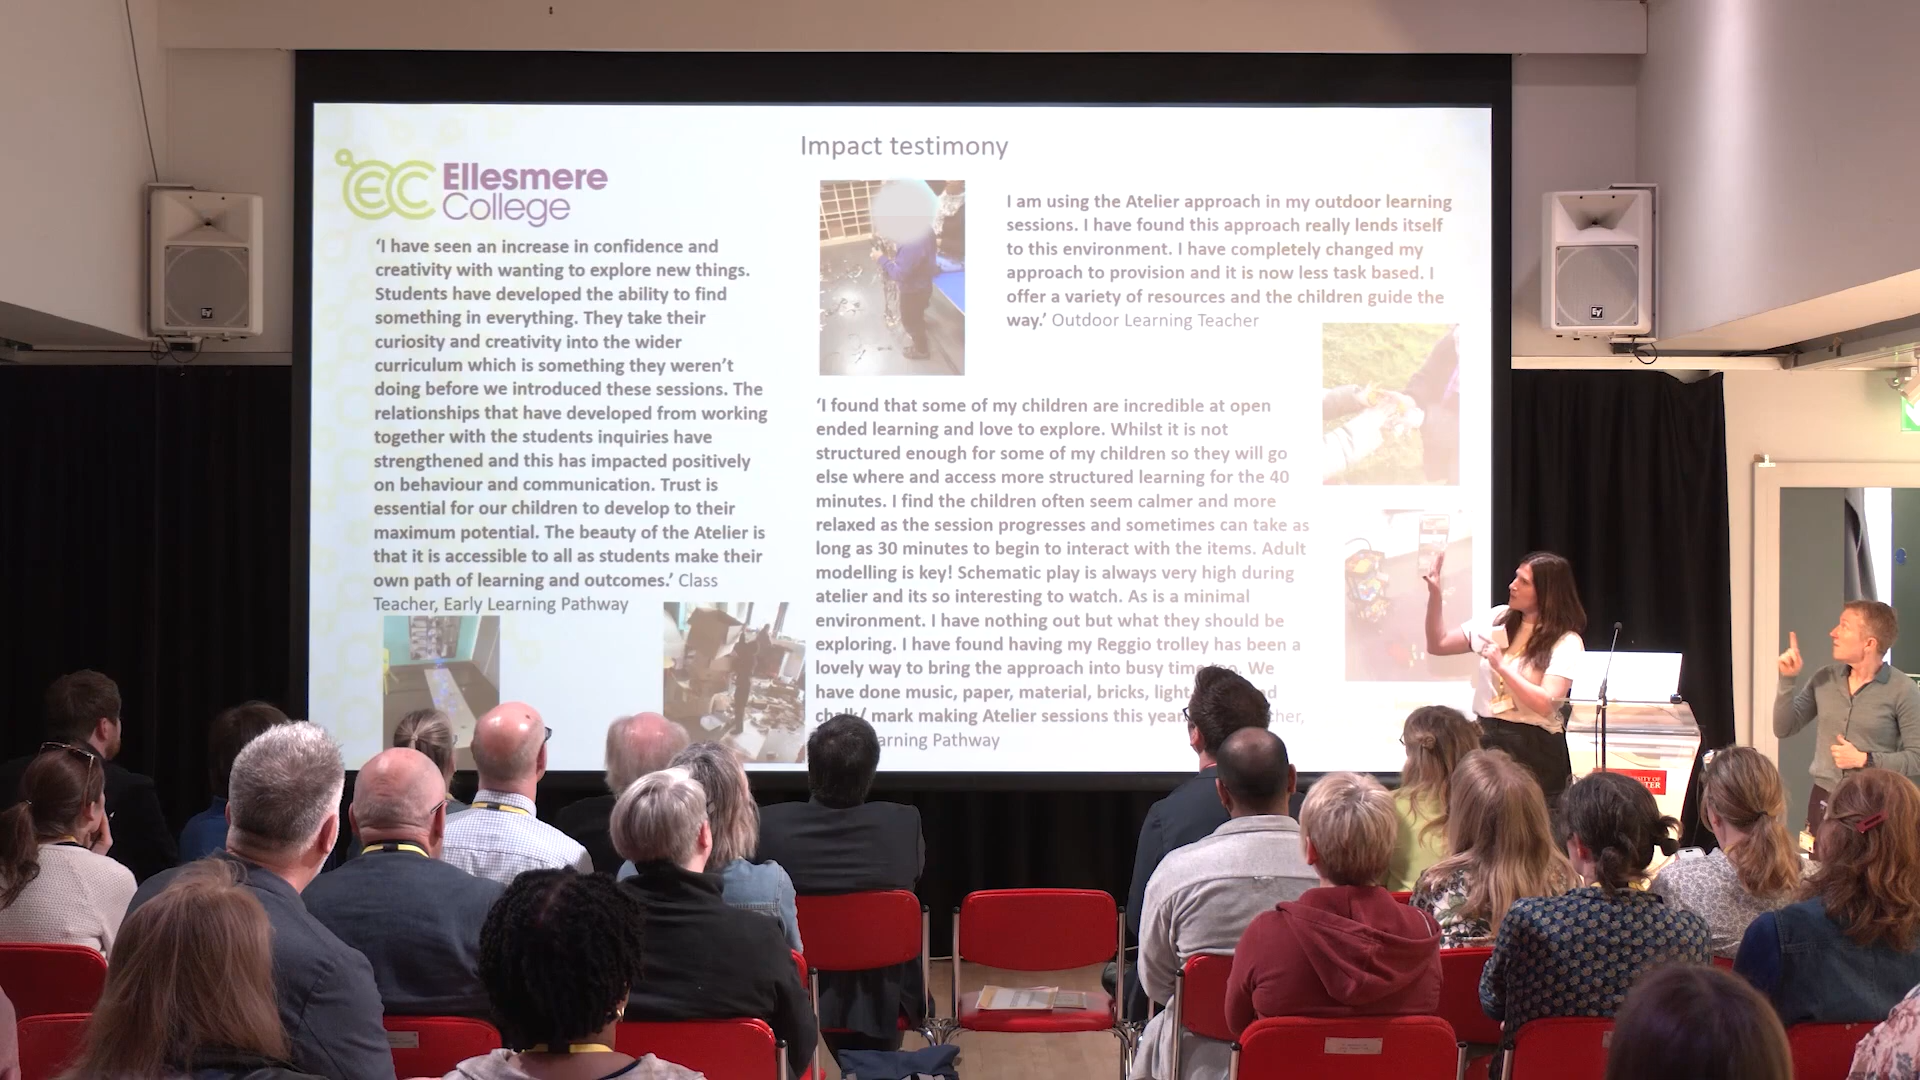 Impact testimony
EC Ellesmere
College
‘I have seen an increase in confidence and
creativity with wanting to explore new things.
Students have developed the ability to find
something in everything. They take their
curiosity and creativity into the wider
curriculum which is something they weren’t
doing before we introduced these sessions. The
relationships that have developed from working
together with the students inquiries have
strengthened and this has impacted positively
on behaviour and communication. Trust is
essential for our children to develop to their
maximum potential. The beauty of the Atelier is
that it is accessible to all as students make their
own path of learning and outcomes.’ Class
Teacher, Early Learning Pathway
I am using the Atelier approach in my outdoor learning
sessions. I have found this approach really lends itself
to this environment. I have completely changed my
approach to provision and it is now less task based. I
offer a variety of resources and the children guide the
way.’ Outdoor Learning Teacher
‘I found that some of my children are incredible at open
ended learning and love to explore. Whilst it is not
structured enough for some of my children so they will go
else where and access more structured learning for the 40
minutes. I find the children often seem calmer and more
relaxed as the session progresses and sometimes can take as
long as 30 minutes to begin to interact with the items. Adult
modelling is key! Schematic play is always very high during
atelier and its so interesting to watch. As is a minimal
environment. I have nothing out but what they should be
exploring. I have found having my Reggio trolley has been a
lovely way to bring the approach into busy time We
have done music, paper, material, bricks, light
chalk/ mark making Atelier sessions this year
Pathway
EV
EV